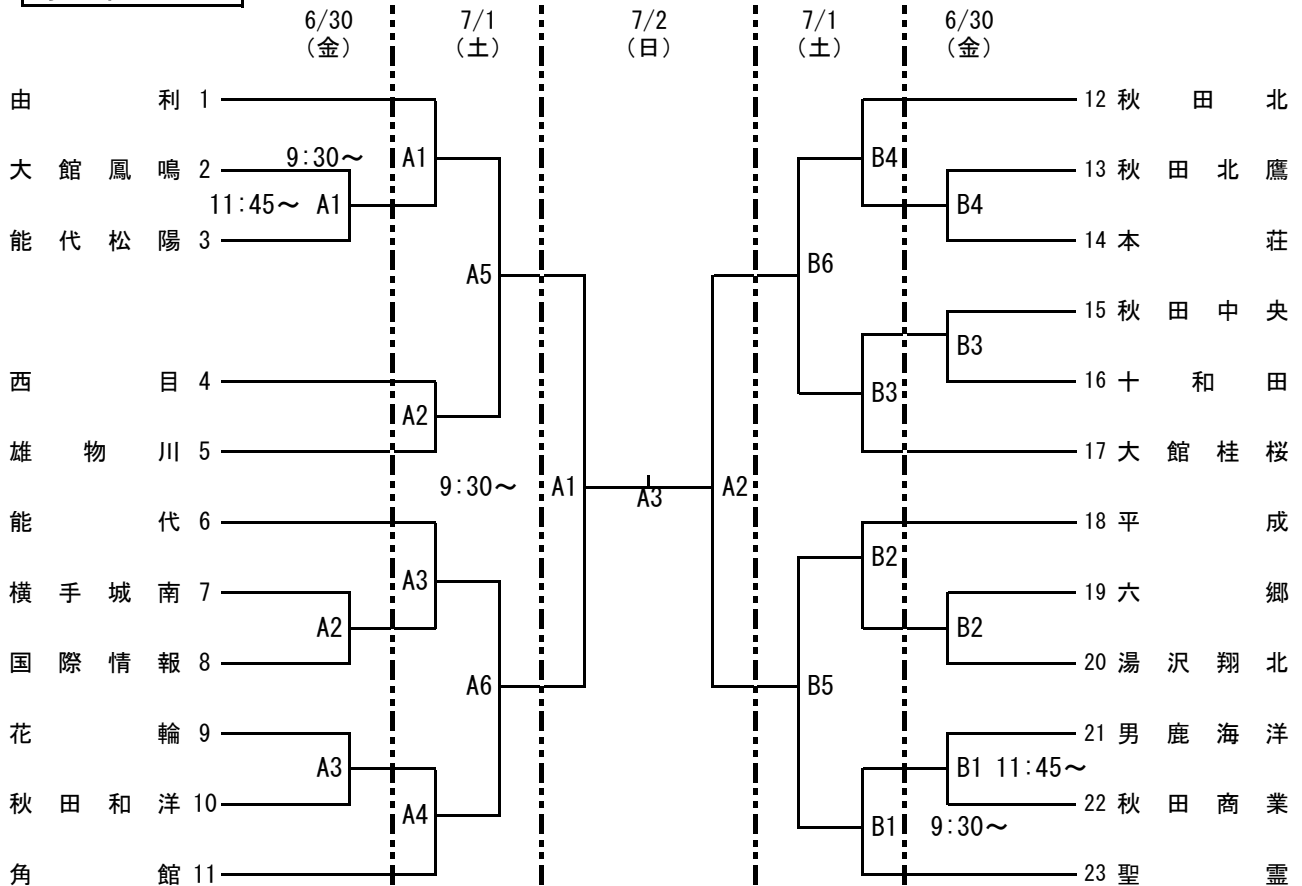 6/30 7/1 7/2 7/1 6/30
(金) (土) (日) (土) (金)
由利 1
12 秋田北
9:30～ A1
B4
大館鳳鳴 2
13 秋田北鷹
11:45～ A1
B4
能代松陽 3
14 本荘
A5
B6
15 秋田中央
B3
西目 4
16 十和田
A2
B3
雄物川 5
17 大館桂桜
9:30～ A1 A3 A2
能代 6
18 平成
A3
B2
横手城南 7
19 六郷
A2
B2
国際情報 8
20 湯沢翔北
A6
B5
花輪 9
21 男鹿海洋
A3
B1 11:45～
秋田和洋 10
22 秋田商業
A4
B1 9:30～
角館 11
23 聖霊